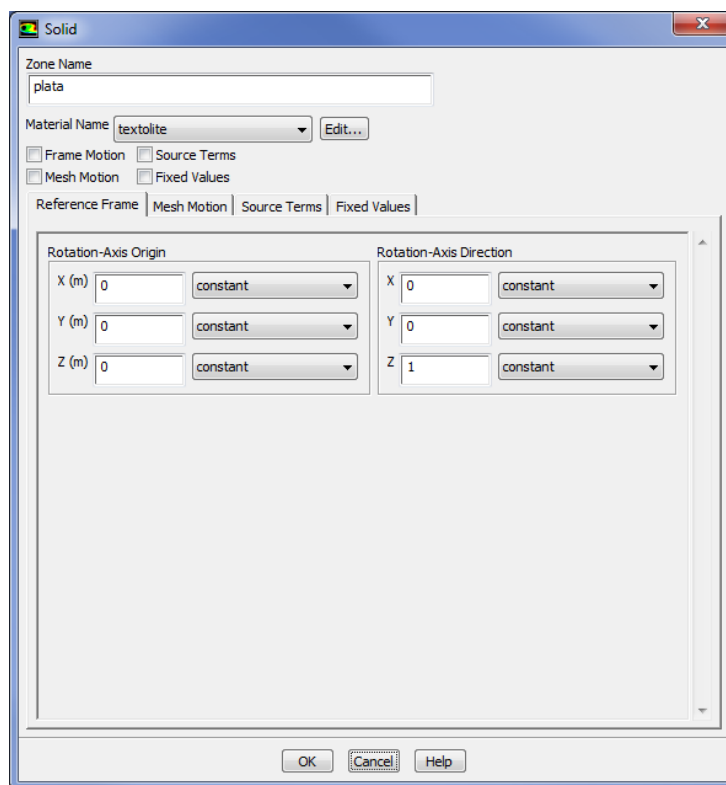 Solid
Zone Name
plata
Material Name textolite Edit...
Frame Motion Source Terms
Mesh Motion Fixed Values
Reference Frame Mesh Motion Source Terms Fixed Values
Rotation-Axis Origin Rotation-Axis Direction
X (m) 0 constant X 0 constant
Y (m) 0 constant Y 0 constant
Z (m) 0 constant Z 1 constant
OK Cancel Help